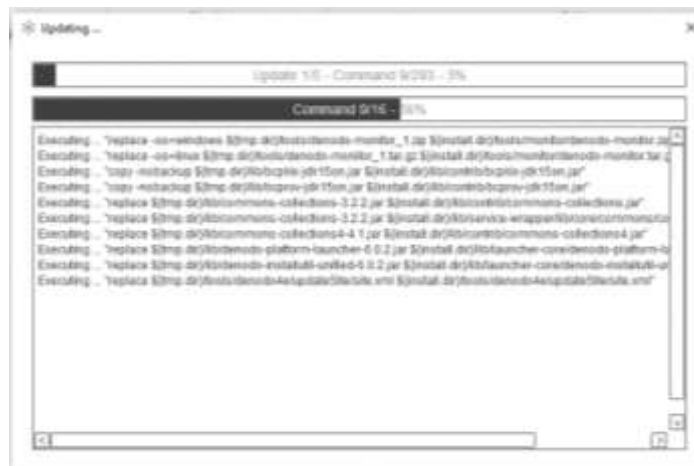 Updating ...
Update 1/5 - Command 9/293 - 3%
Command 9/16 - 56%
Executing ... "replace -os=windows ${tmp.dir}/tools/denodo-monitor_1.zip ${install.dir}/tools/monitor/denodo-monitor.zip
Executing ... "replace -os=linux ${tmp.dir}/tools/denodo-monitor_1.tar.gz ${install.dir}/tools/monitor/denodo-monitor.tar.g
Executing ... "copy -nobackup ${tmp.dir}/lib/bcpkix-jdk15on.jar ${install.dir}/lib/contrib/bcpkix-jdk15on.jar"
Executing ... "copy -nobackup ${tmp.dir}/lib/bcprov-jdk15on.jar ${install.dir}/lib/contrib/bcprov-jdk15on.jar"
Executing ... "replace ${tmp.dir}/lib/commons-collections-3.2.2.jar ${install.dir}/lib/contrib/commons-collections.jar"
Executing ... "replace ${tmp.dir}/lib/commons-collections-3.2.2.jar ${install.dir}/lib/service-wrapper/lib/core/commons/co
Executing ... "replace ${tmp.dir}/lib/commons-collections4-4.1.jar ${install.dir}/lib/contrib/commons-collections4.jar"
Executing ... "replace ${tmp.dir}/lib/denodo-platform-launcher-6.0.2.jar ${install.dir}/lib/launcher-core/denodo-platform-l
Executing ... "replace ${tmp.dir}/lib/denodo-installutil-unified-6.0.2.jar ${install.dir}/lib/launcher-core/denodo-installutil-u
Executing ... "replace ${tmp.dir}/tools/denodo4e/updateSite/site.xml ${install.dir}/tools/denodo4e/updateSite/site.xml"